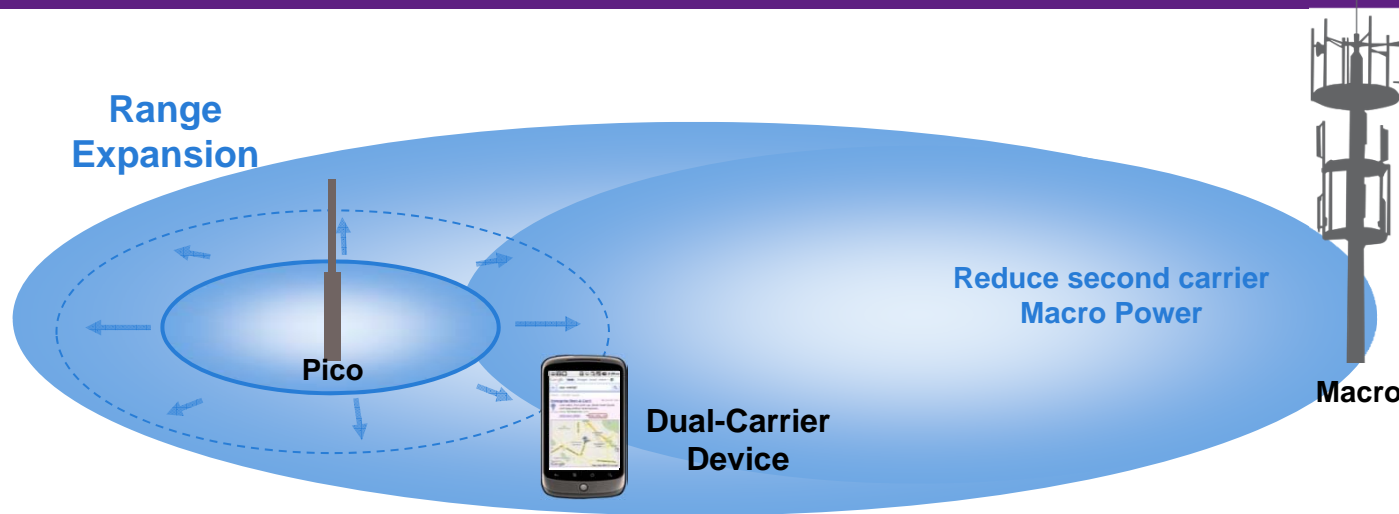 Range
Expansion
Reduce second carrier
Macro Power
Pico
Macro
Dual-Carrier
Device